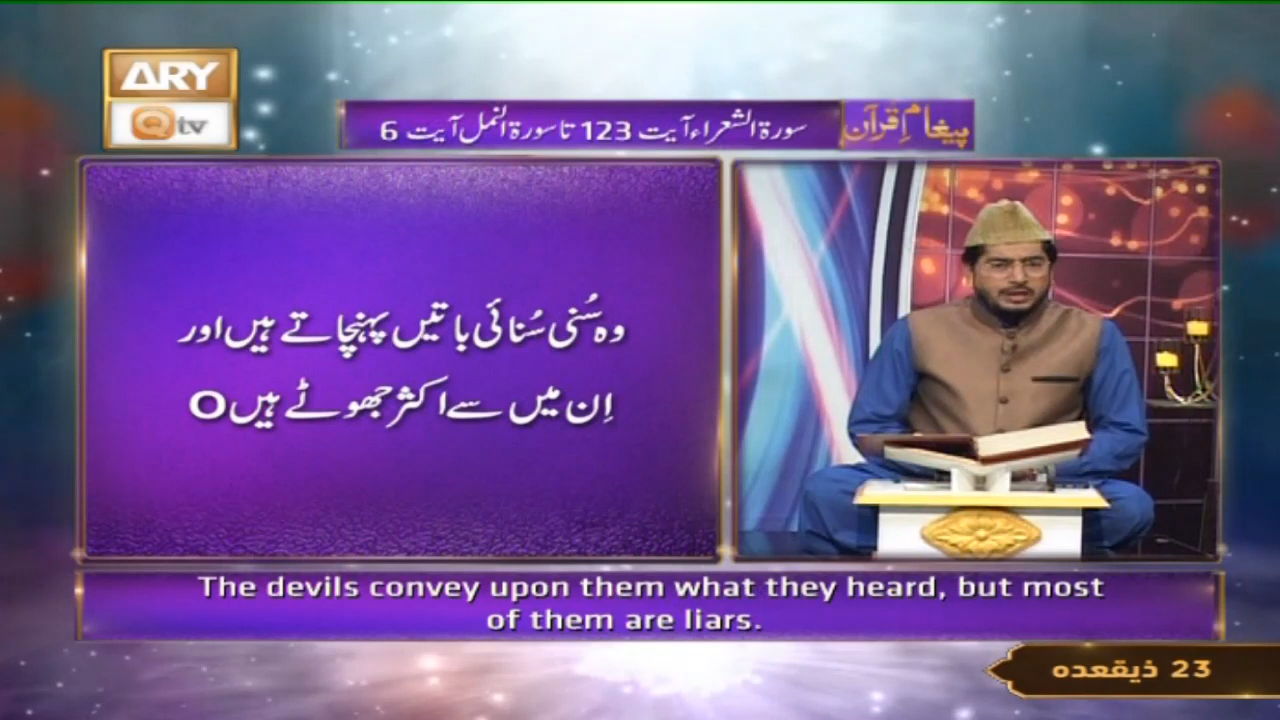 ARY
Qtv
پیغامِ قرآن
سورۃ الشعراء آیت 123 تا سورۃ النمل آیت 6
وہ سُنی سُنائی باتیں پہنچاتے ہیں اور
اِن میں سے اکثر جھوٹے ہیں O
The devils convey upon them what they heard, but most
of them are liars.
23 ذیقعدہ